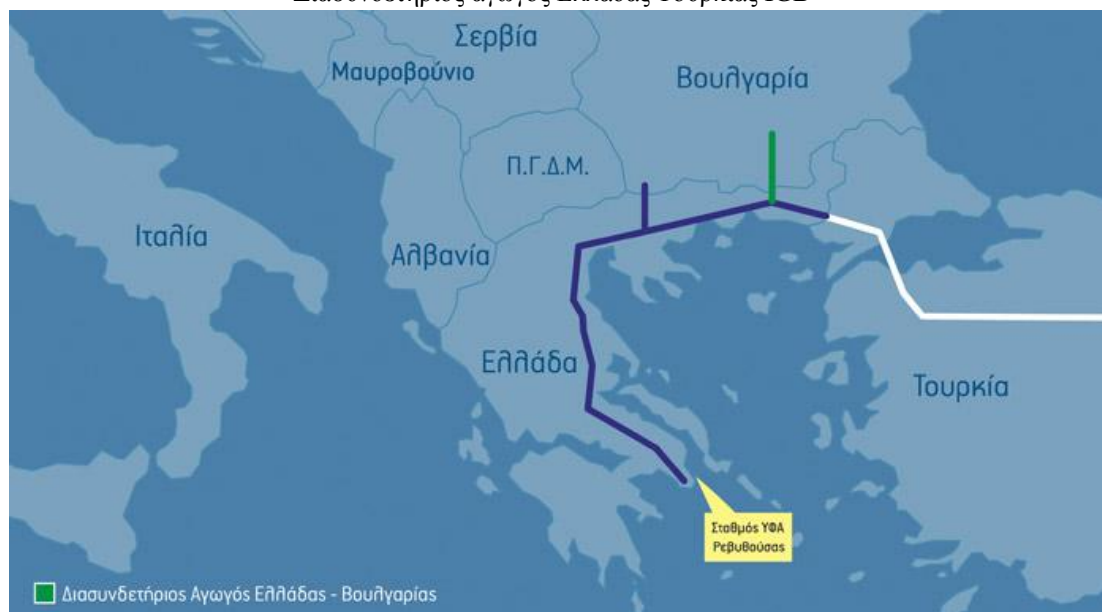 Σερβία
Μαυροβούνιο
Βουλγαρία
Π.Γ.Δ.Μ.
Ιταλία
Αλβανία
Ελλάδα
Τουρκία
Σταθμός ΥΦΑ
Ρεβυθούσας
Διασυνδετήριος Αγωγός Ελλάδας - Βουλγαρίας